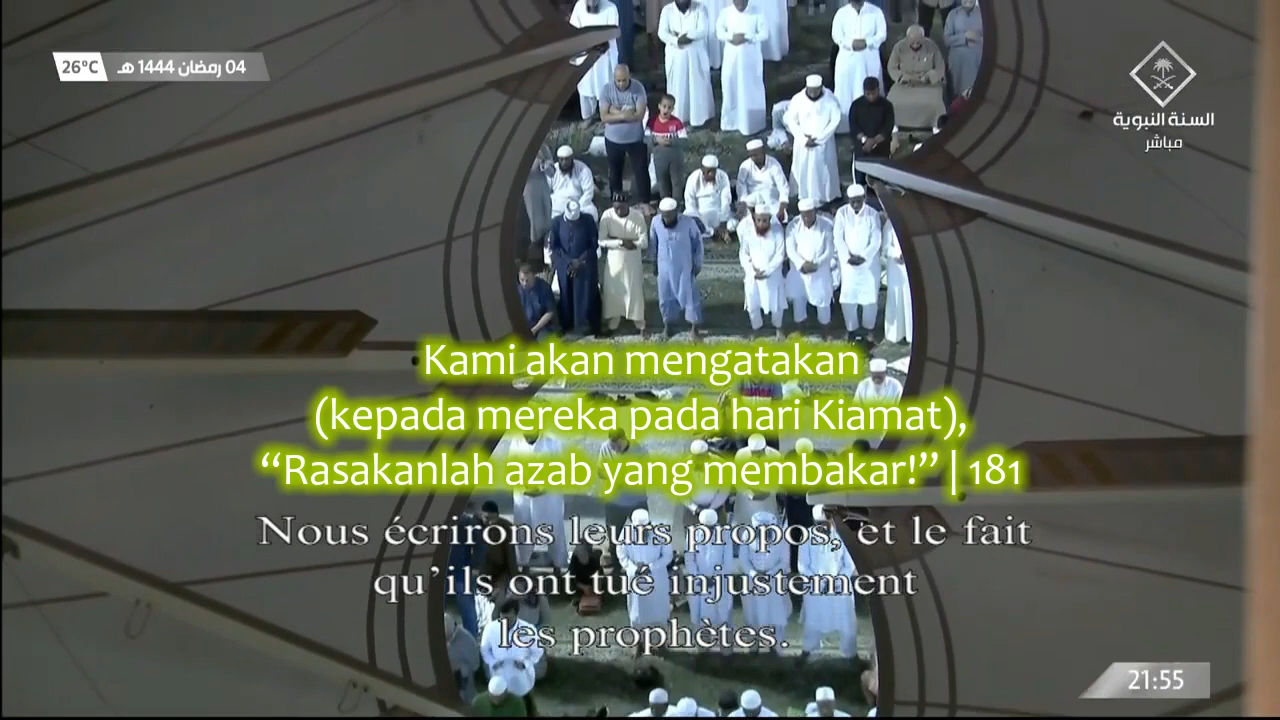 26°C
04 رمضان 1444 هـ
السنة النبوية
مباشر
Kami akan mengatakan
(kepada mereka pada hari Kiamat),
“Rasakanlah azab yang membakar!” | 181
Nous écrirons leurs propos, et le fait
qu’ils ont tué injustement
les prophètes.
21:55